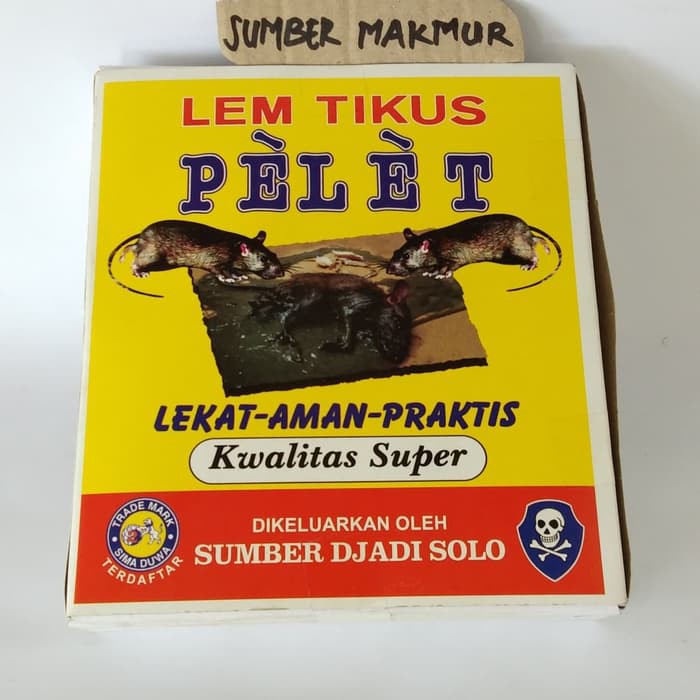 SUMBER MAKMUR
LEM TIKUS
PÈLÈT
LEKAT-AMAN-PRAKTIS
Kwalitas Super
TRADE MARK
SIMA DUWA
TERDAFTAR
DIKELUARKAN OLEH
SUMBER DJADI SOLO